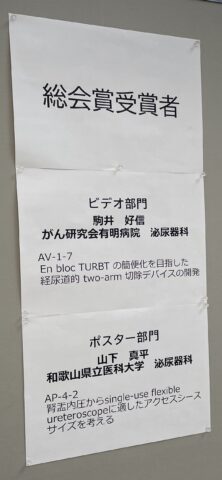 総会賞受賞者
ビデオ部門
駒井 好信
がん研究会有明病院 泌尿器科
AV-1-7
En bloc TURBT の簡便化を目指した
経尿道的 two-arm 切除デバイスの開発
ポスター部門
山下 真平
和歌山県立医科大学 泌尿器科
AP-4-2
腎盂内圧からsingle-use flexible
ureteroscopeに適したアクセスシース
サイズを考える